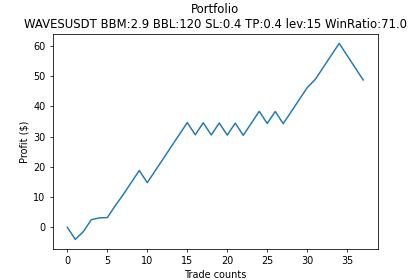 Portfolio
WAVESUSDT BBM:2.9 BBL:120 SL:0.4 TP:0.4 lev:15 WinRatio:71.0
60
50
40
30
20
10
0
Profit ($)
0 5 10 15 20 25 30 35
Trade counts